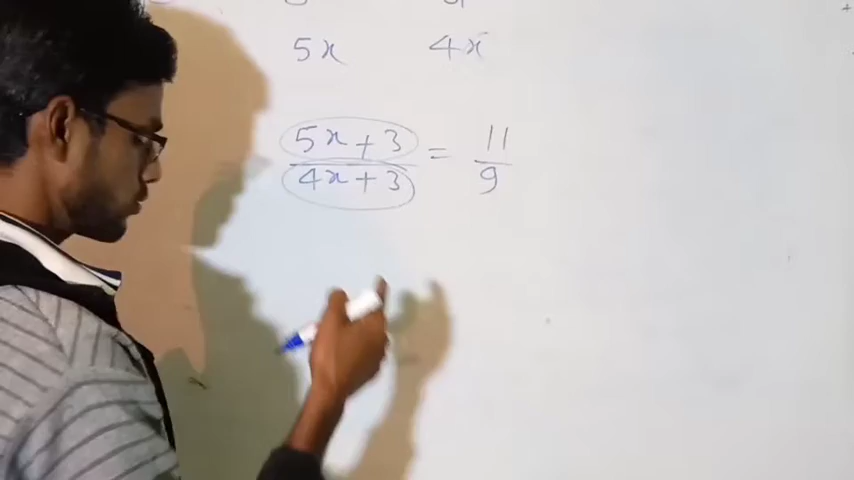 5x 4x
5x + 3 = 11
4x + 3 9